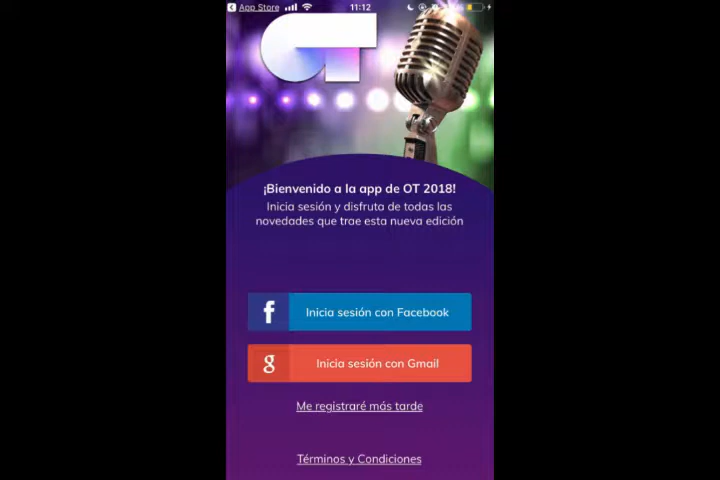 App Store 11:12
OT
¡Bienvenido a la app de OT 2018!
Inicia sesión y disfruta de todas las
novedades que trae esta nueva edición
f Inicia sesión con Facebook
g Inicia sesión con Gmail
Me registraré más tarde
Términos y Condiciones